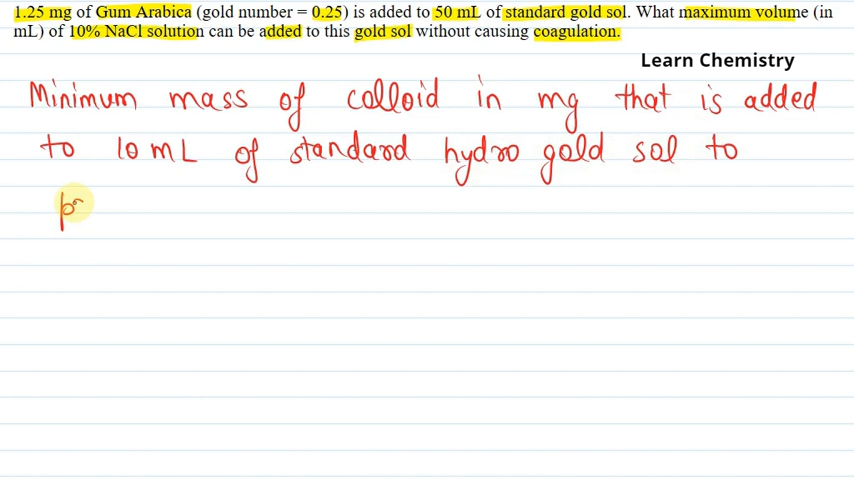 1.25 mg of Gum Arabica (gold number = 0.25) is added to 50 mL of standard gold sol. What maximum volume (in
mL) of 10% NaCl solution can be added to this gold sol without causing coagulation.
Learn Chemistry
Minimum mass of colloid in mg that is added
to 10 mL of standard hydro gold sol to